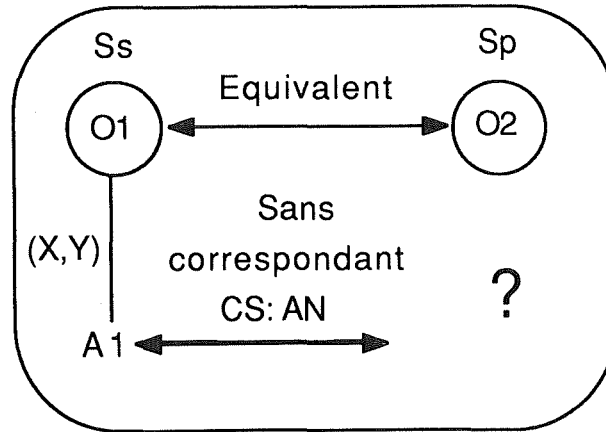 Ss Sp
Equivalent
O1 O2
Sans
(X,Y)
correspondant
CS: AN
?
A1